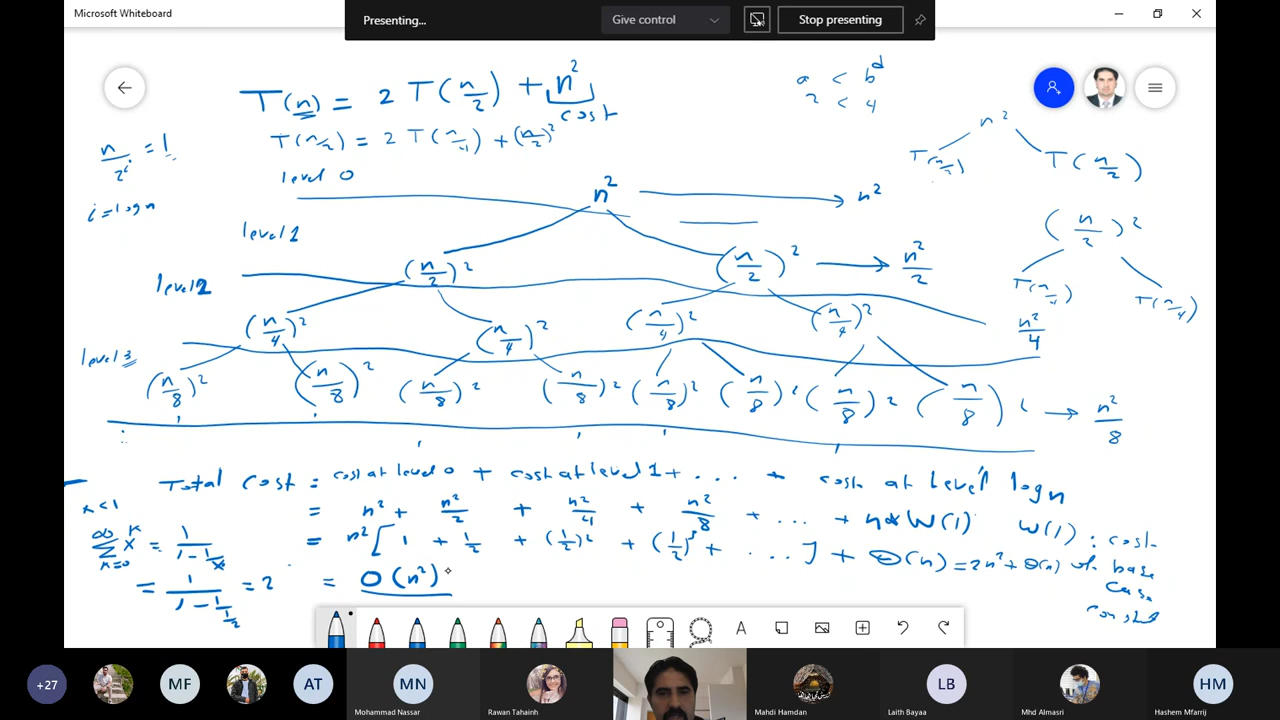 Microsoft Whiteboard
Presenting...
Give control
Stop presenting
T(n) = 2 T(n/2) + n²
cost
T(n/2) = 2 T(n/4) + (n/2)²
a < b^d
2 < 4
n/2^i = 1
i = log n
n²
T(n/2) T(n/2)
(n/2)²
T(n/4) T(n/4)
level 0
n² → n²
level 1
(n/2)² (n/2)² → n²/2
level 2
(n/4)² (n/4)² (n/4)² (n/4)² n²/4
level 3
(n/8)² (n/8)² (n/8)² (n/8)² (n/8)² (n/8)² (n/8)² (n/8)² → n²/8
i
Total Cost = cost at level 0 + cost at level 1 + ... + cost at Level log n
= n² + n²/2 + n²/4 + n²/8 + ... + n * W(1)
W(1) : cost
of base
case
= n² [ 1 + 1/2 + (1/2)² + (1/2)³ + .... ] + Θ(n) = 2n² + Θ(n)
= O(n²)
x < 1
= 2
+27
MF
AT
MN
LB
HM
Mohammad Nassar
Rawan Tahainh
Mahdi Hamdan
Laith Bayaa
Mhd Almasri
Hashem Mfarrij